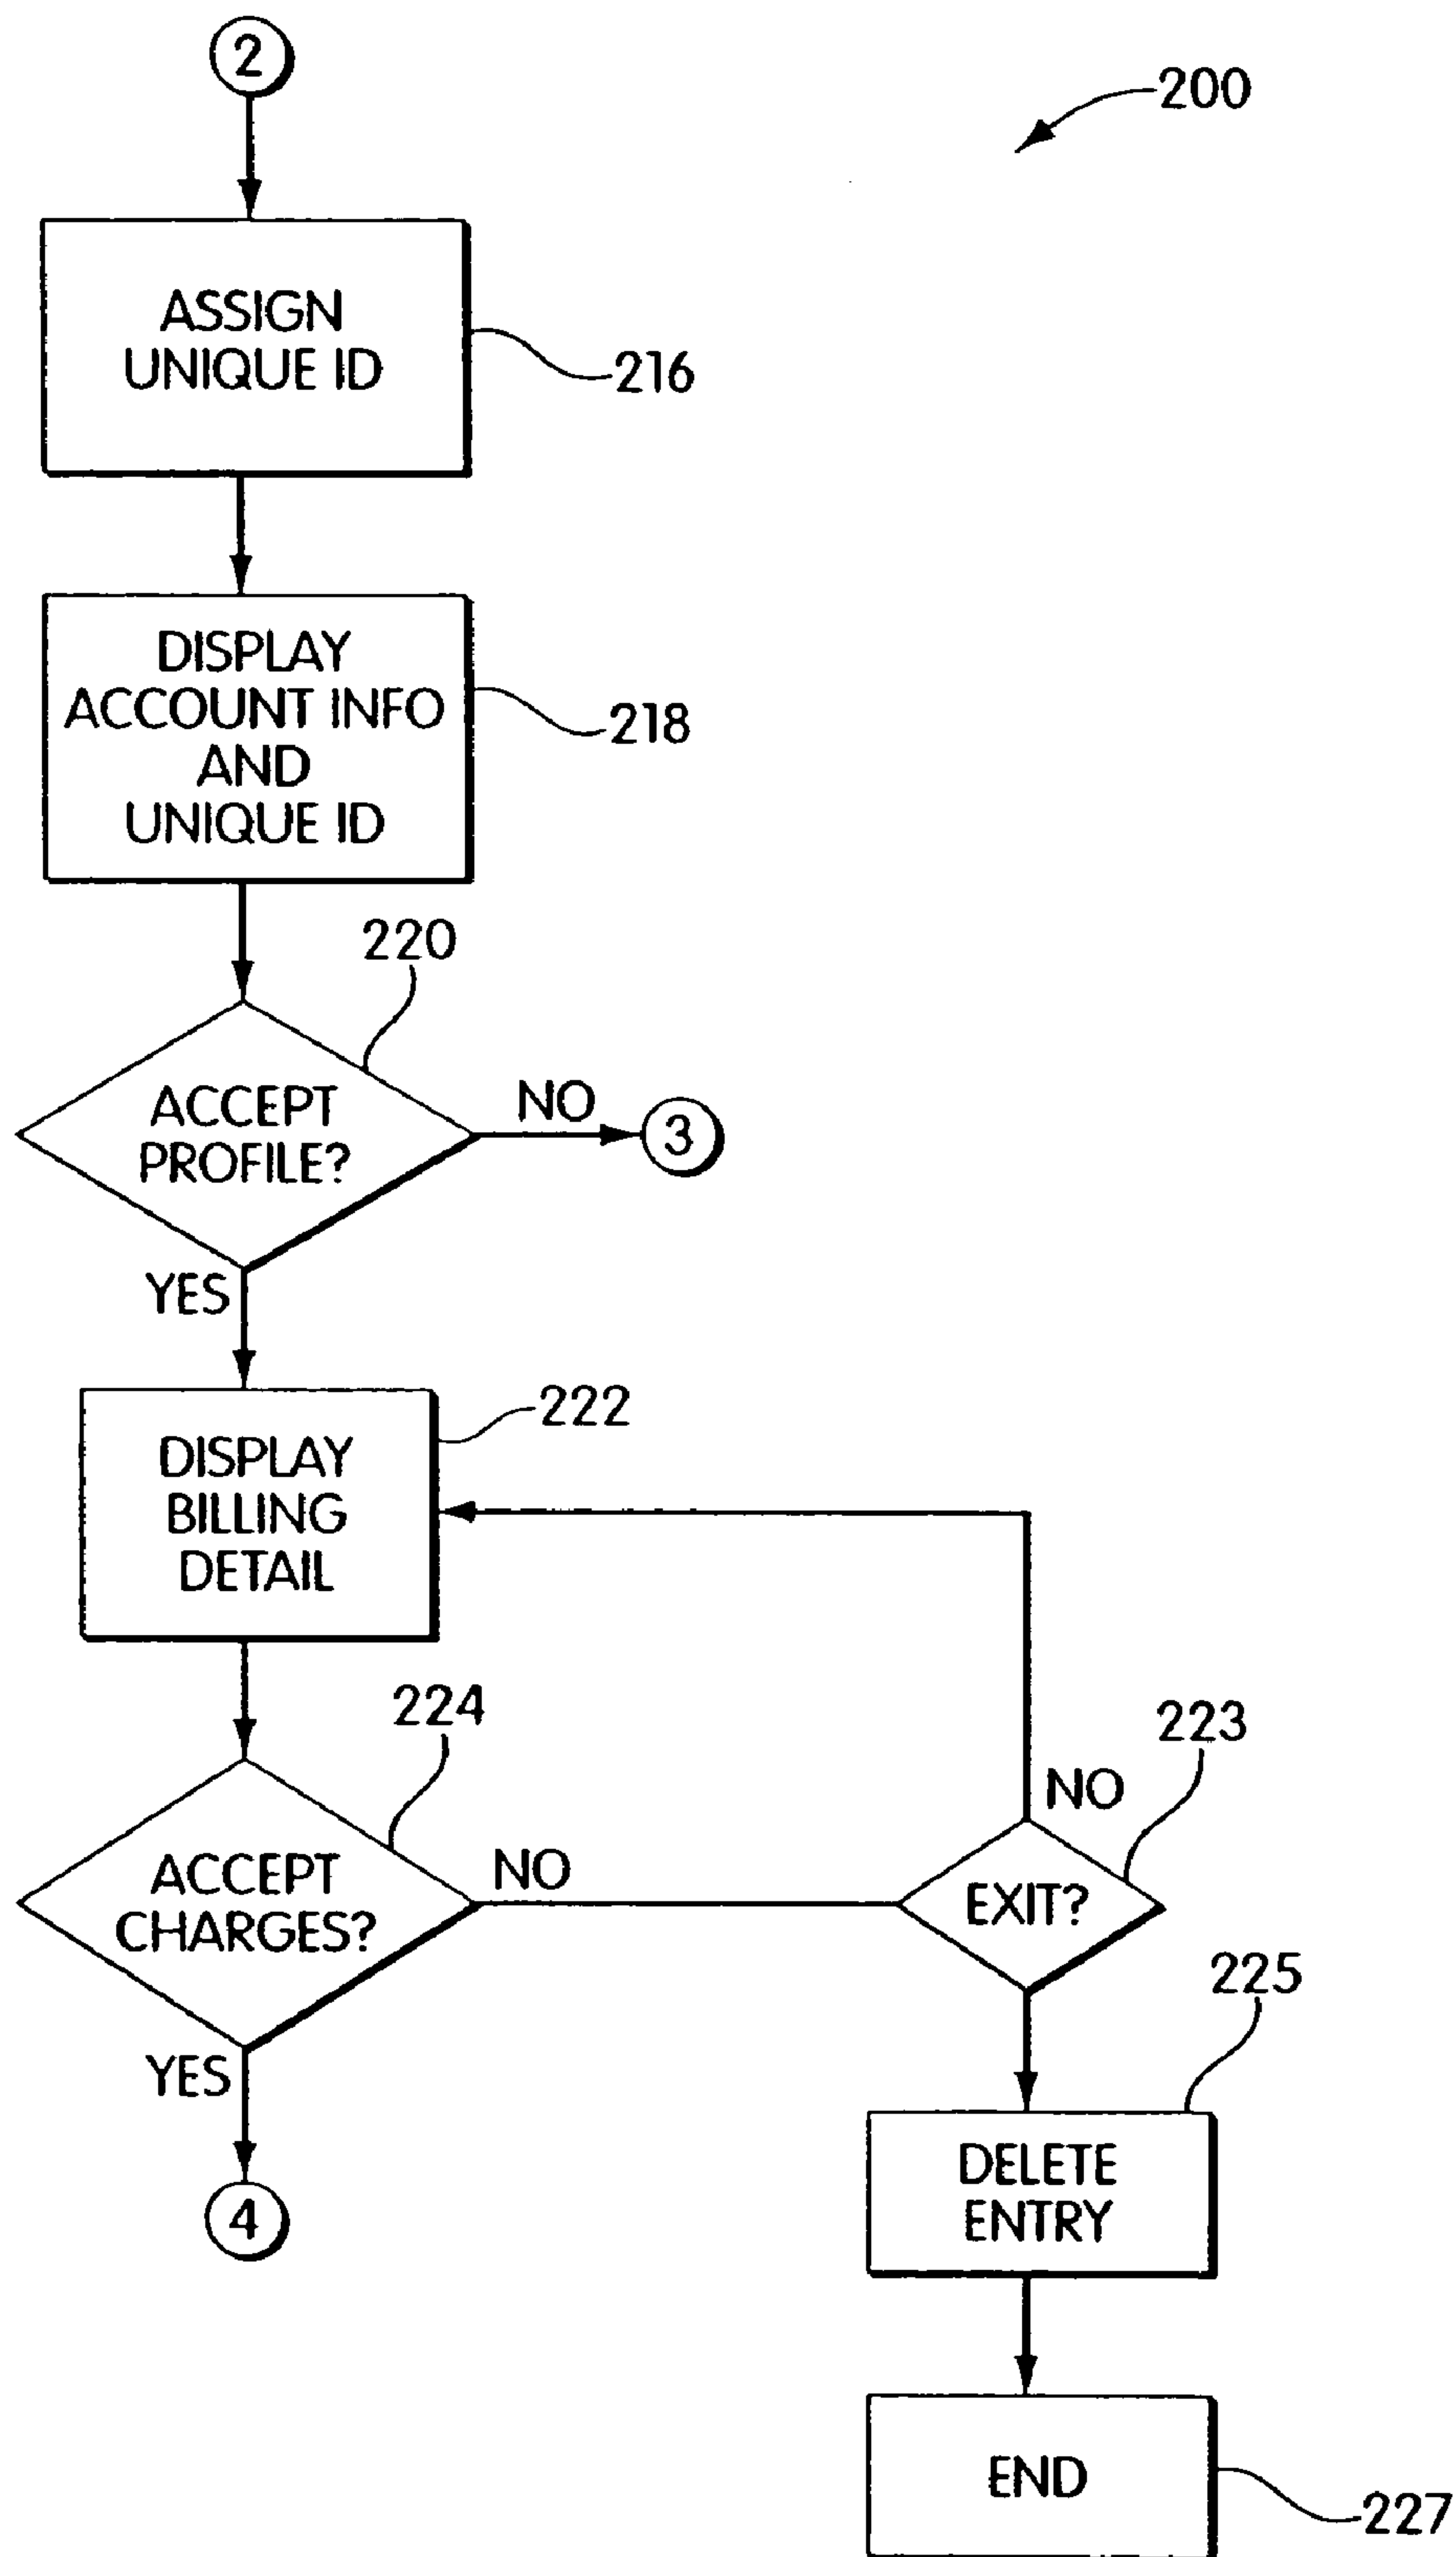 2
200
ASSIGN
UNIQUE ID
216
DISPLAY
ACCOUNT INFO
AND
UNIQUE ID
218
220
ACCEPT
PROFILE?
NO
3
YES
222
DISPLAY
BILLING
DETAIL
224
223
NO
ACCEPT
CHARGES?
NO
EXIT?
225
YES
DELETE
ENTRY
4
END
227